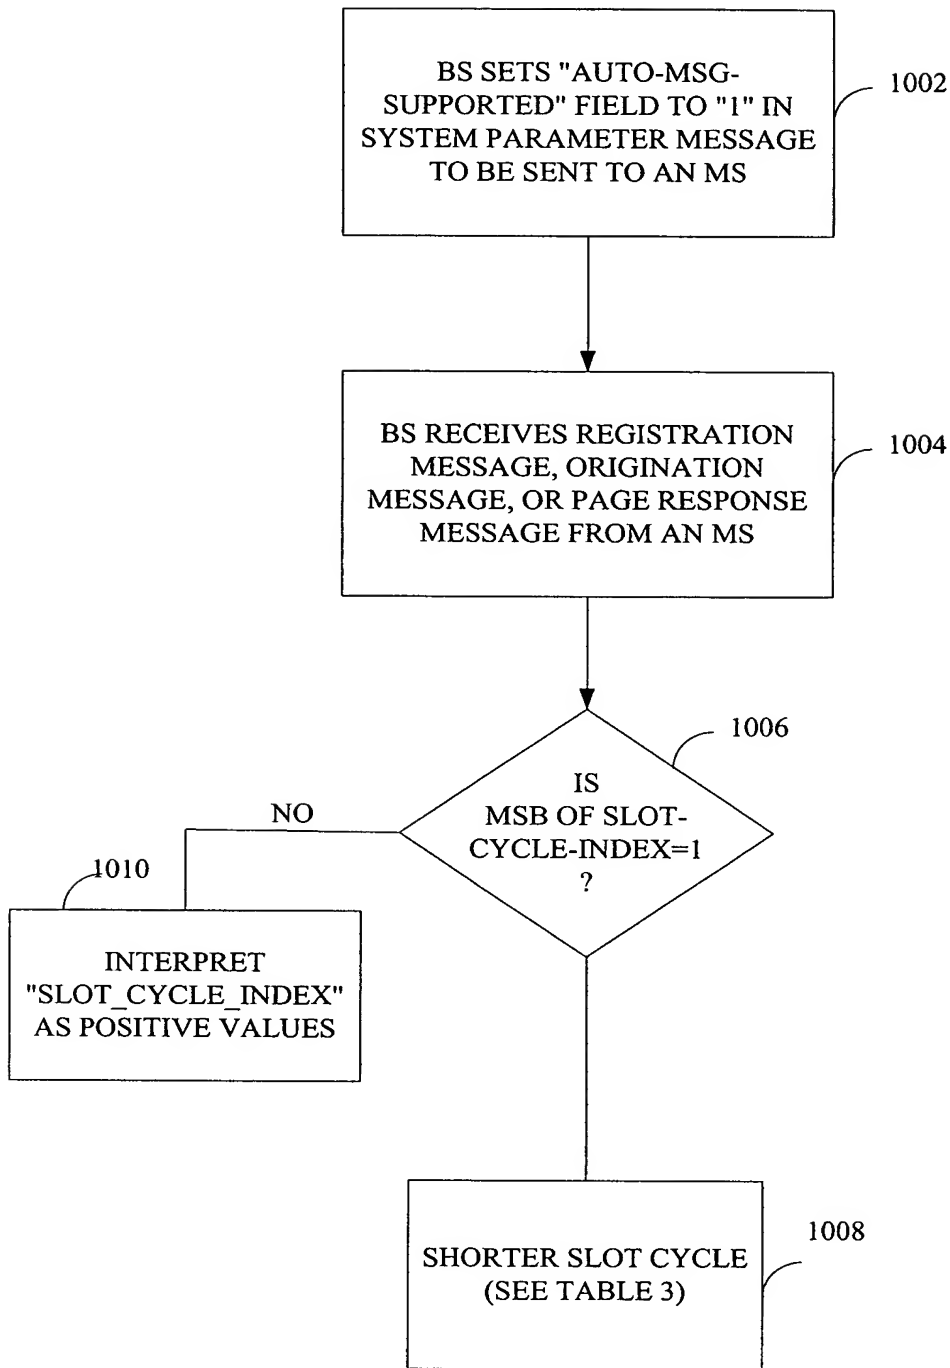 BS SETS "AUTO-MSG-
SUPPORTED" FIELD TO "1" IN
SYSTEM PARAMETER MESSAGE
TO BE SENT TO AN MS
1002
BS RECEIVES REGISTRATION
MESSAGE, ORIGINATION
MESSAGE, OR PAGE RESPONSE
MESSAGE FROM AN MS
1004
1006
IS
MSB OF SLOT-
CYCLE-INDEX=1
?
NO
1010
INTERPRET
"SLOT_CYCLE_INDEX"
AS POSITIVE VALUES
1008
SHORTER SLOT CYCLE
(SEE TABLE 3)